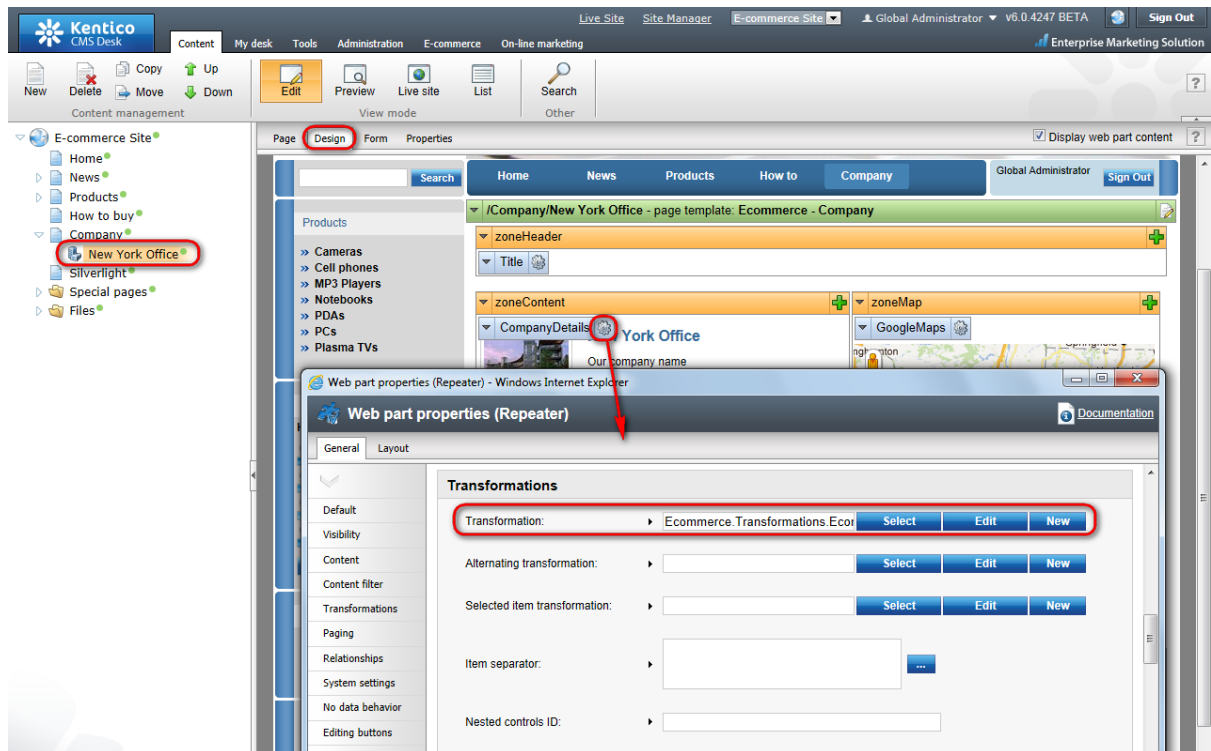 Kentico
CMS Desk
Live Site Site Manager E-commerce Site Global Administrator v6.0.4247 BETA Sign Out
Content My desk Tools Administration E-commerce On-line marketing
Enterprise Marketing Solution
New Delete Copy Move Up Down
Content management
Edit Preview Live site
View mode
List
Search
Other
?
E-commerce Site
Home
News
Products
How to buy
Company
New York Office
Silverlight
Special pages
Files
Page Design Form Properties
Display web part content ?
Search
Home News Products How to Company
Global Administrator Sign Out
Products
» Cameras
» Cell phones
» MP3 Players
» Notebooks
» PDAs
» PCs
» Plasma TVs
/Company/New York Office - page template: Ecommerce - Company
zoneHeader
Title
zoneContent
zoneMap
CompanyDetails
York Office
Our company name
GoogleMaps
Web part properties (Repeater) - Windows Internet Explorer
Web part properties (Repeater)
Documentation
General Layout
Default
Visibility
Content
Content filter
Transformations
Paging
Relationships
System settings
No data behavior
Editing buttons
Transformations
Transformation: Ecommerce.Transformations.Ecor Select Edit New
Alternating transformation: Select Edit New
Selected item transformation: Select Edit New
Item separator: ...
Nested controls ID: